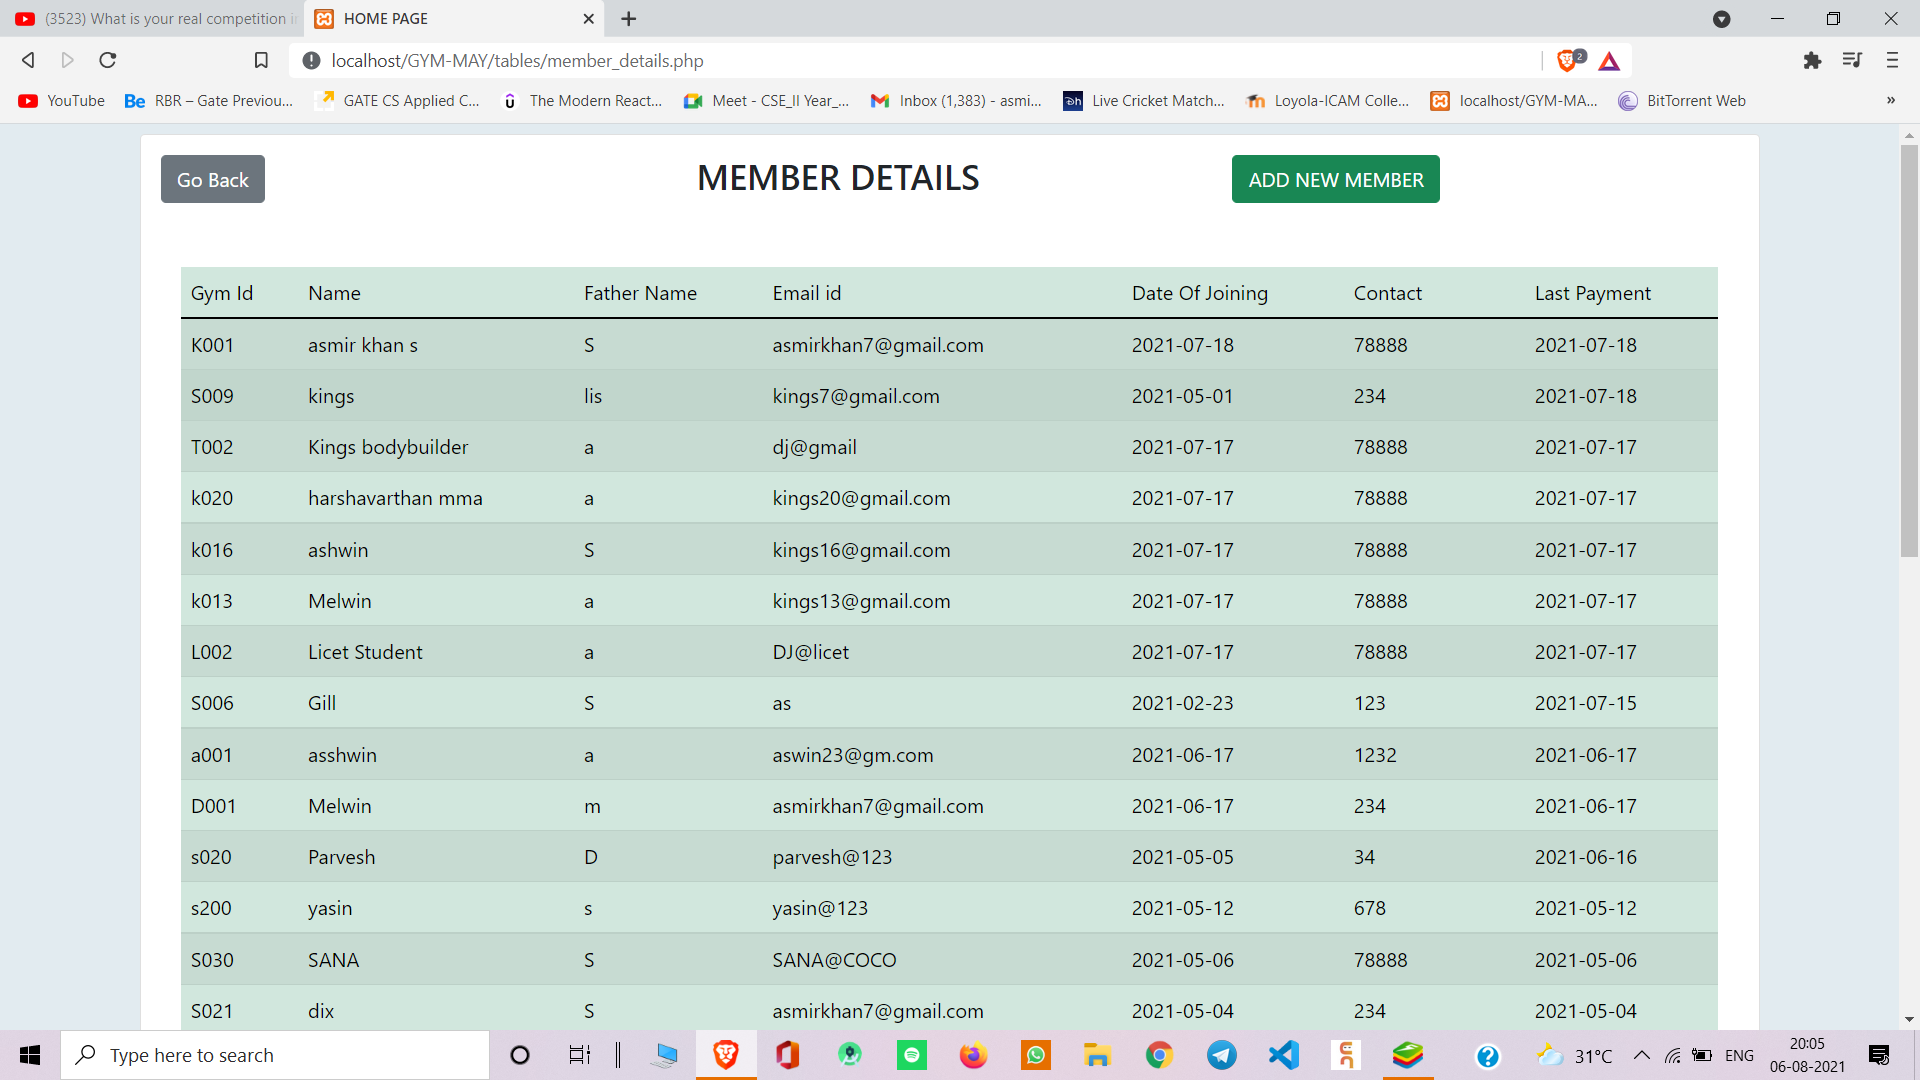 (3523) What is your real competition i
HOME PAGE
localhost/GYM-MAY/tables/member_details.php
2
YouTube
RBR – Gate Previou...
GATE CS Applied C...
The Modern React...
Meet - CSE_II Year_...
Inbox (1,383) - asmi...
Live Cricket Match...
Loyola-ICAM Colle...
localhost/GYM-MA...
BitTorrent Web
»
Go Back
MEMBER DETAILS
ADD NEW MEMBER
Gym Id Name Father Name Email id Date Of Joining Contact Last Payment
K001 asmir khan s S asmirkhan7@gmail.com 2021-07-18 78888 2021-07-18
S009 kings lis kings7@gmail.com 2021-05-01 234 2021-07-18
T002 Kings bodybuilder a dj@gmail 2021-07-17 78888 2021-07-17
k020 harshavarthan mma a kings20@gmail.com 2021-07-17 78888 2021-07-17
k016 ashwin S kings16@gmail.com 2021-07-17 78888 2021-07-17
k013 Melwin a kings13@gmail.com 2021-07-17 78888 2021-07-17
L002 Licet Student a DJ@licet 2021-07-17 78888 2021-07-17
S006 Gill S as 2021-02-23 123 2021-07-15
a001 asshwin a aswin23@gm.com 2021-06-17 1232 2021-06-17
D001 Melwin m asmirkhan7@gmail.com 2021-06-17 234 2021-06-17
s020 Parvesh D parvesh@123 2021-05-05 34 2021-06-16
s200 yasin s yasin@123 2021-05-12 678 2021-05-12
S030 SANA S SANA@COCO 2021-05-06 78888 2021-05-06
S021 dix S asmirkhan7@gmail.com 2021-05-04 234 2021-05-04
Type here to search
31°C
ENG
20:05
06-08-2021